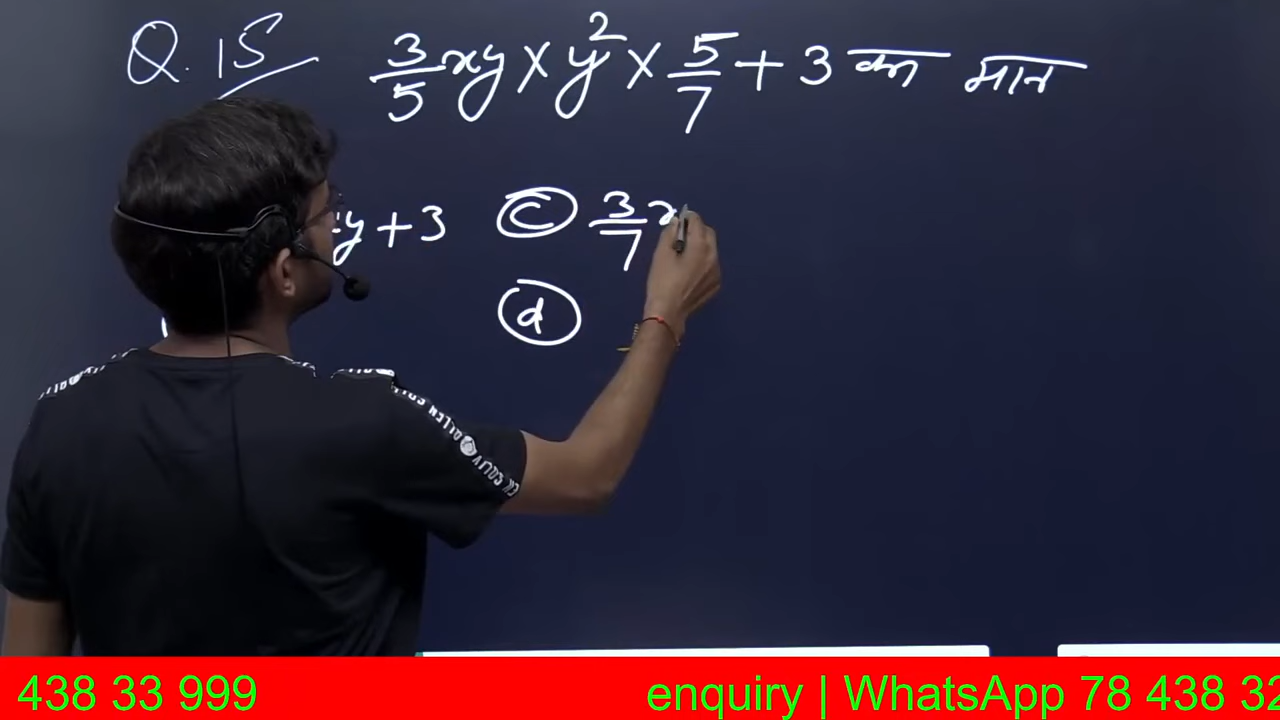 Q. 15 3/5 xy × y² × 5/7 + 3 का मान
y + 3 (c) 3/7 x
(d)
438 33 999 enquiry | WhatsApp 78 438 32